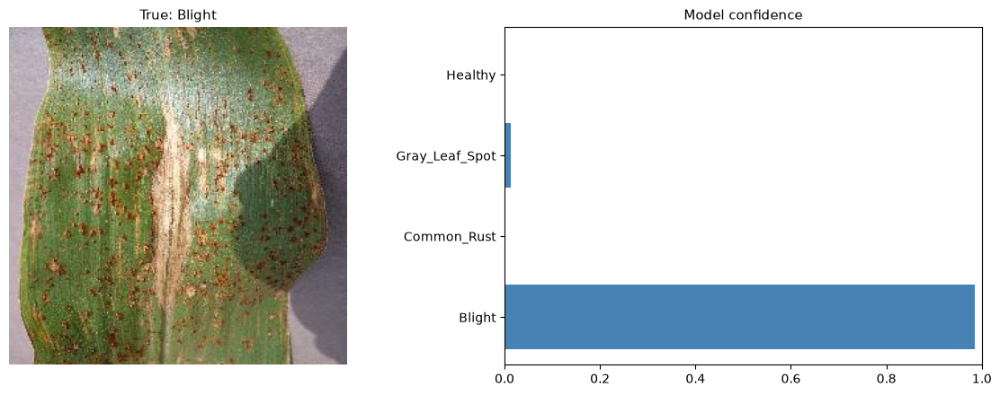 True: Blight
Model confidence
Healthy
Gray_Leaf_Spot
Common_Rust
Blight
0.0 0.2 0.4 0.6 0.8 1.0